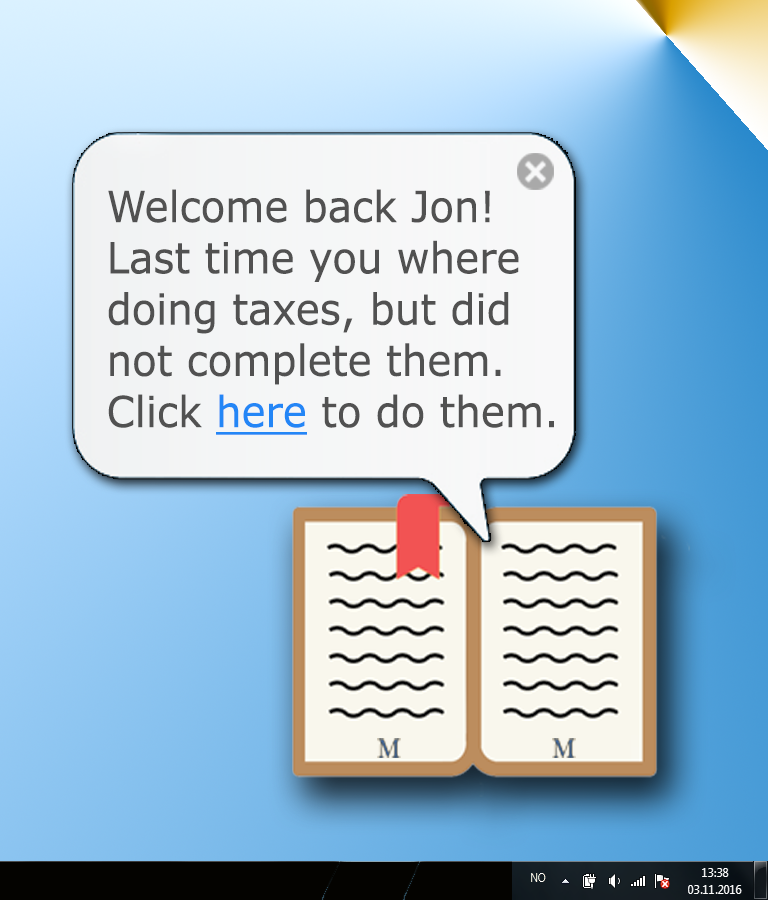 Welcome back Jon!
Last time you where
doing taxes, but did
not complete them.
Click here to do them.
M M
NO 13:38
03.11.2016